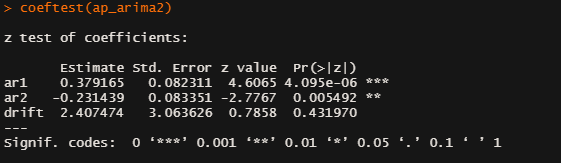 > coeftest(ap_arima2)
z test of coefficients:
Estimate Std. Error z value Pr(>|z|)
ar1 0.379165 0.082311 4.6065 4.095e-06 ***
ar2 -0.231439 0.083351 -2.7767 0.005492 **
drift 2.407474 3.063626 0.7858 0.431970
---
Signif. codes: 0 ‘***’ 0.001 ‘**’ 0.01 ‘*’ 0.05 ‘.’ 0.1 ‘ ’ 1